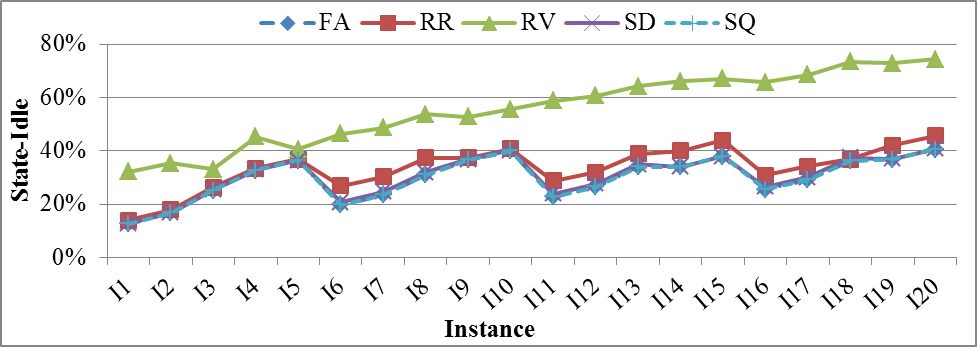 FA RR RV SD SQ
80%
60%
40%
20%
0%
State-Idle
I1 I2 I3 I4 I5 I6 I7 I8 I9 I10 I11 I12 I13 I14 I15 I16 I17 I18 I19 I20
Instance